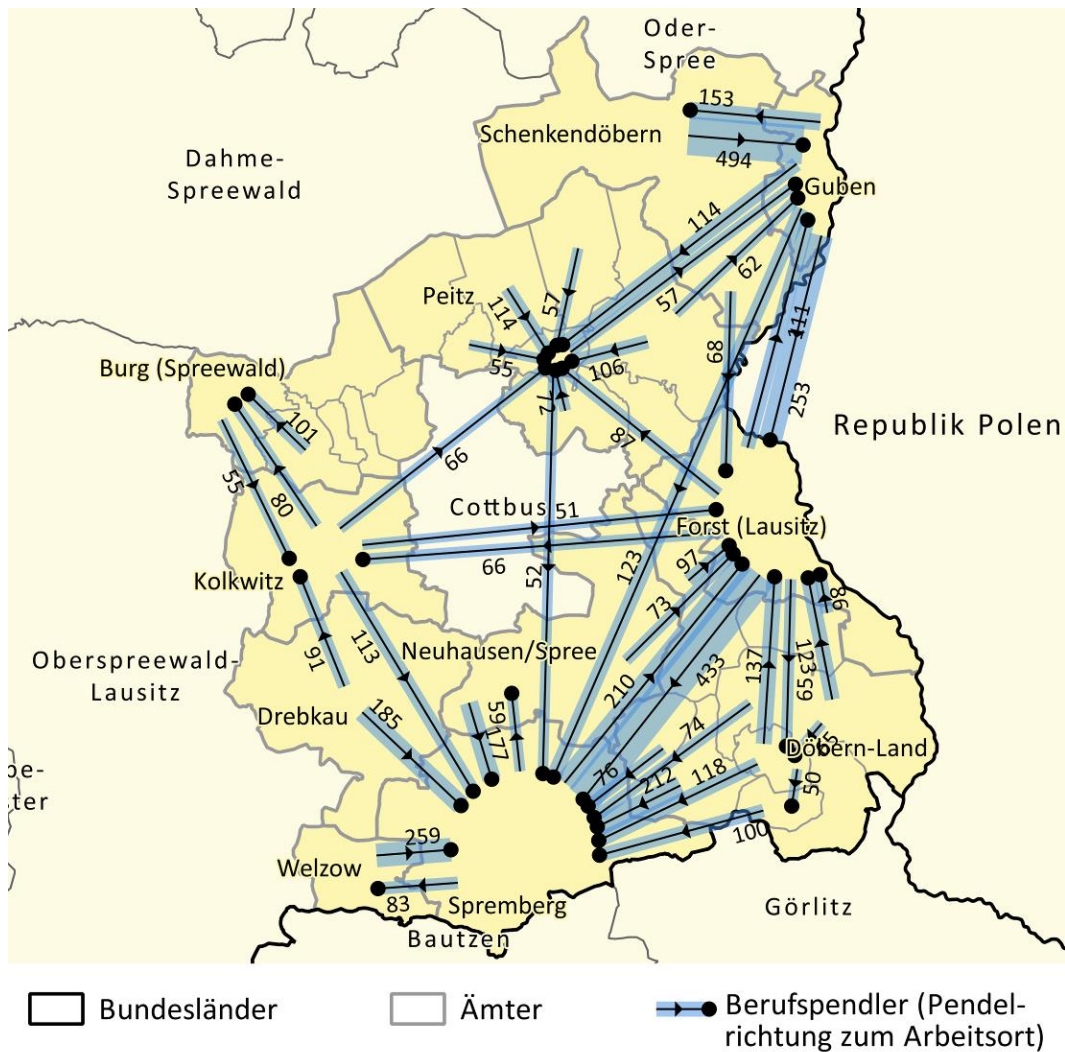 Oder-
Spree
153
Schenkendöbern
494
Dahme-
Spreewald
Guben
114
62
57
57
Peitz
114
111
68
55
106
Burg (Spreewald)
253
72
Republik Polen
101
87
66
55
80
Cottbus
51
Forst (Lausitz)
66
97
123
52
Kolkwitz
86
73
113
91
Neuhausen/Spree
Oberspreewald-
Lausitz
433
137
123
65
210
Drebkau
185
59
177
74
Döbern-Land
be-
ter
76
212
118
50
259
100
Welzow
83
Spremberg
Görlitz
Bautzen
Bundesländer
Ämter
Berufspendler (Pendel-
richtung zum Arbeitsort)